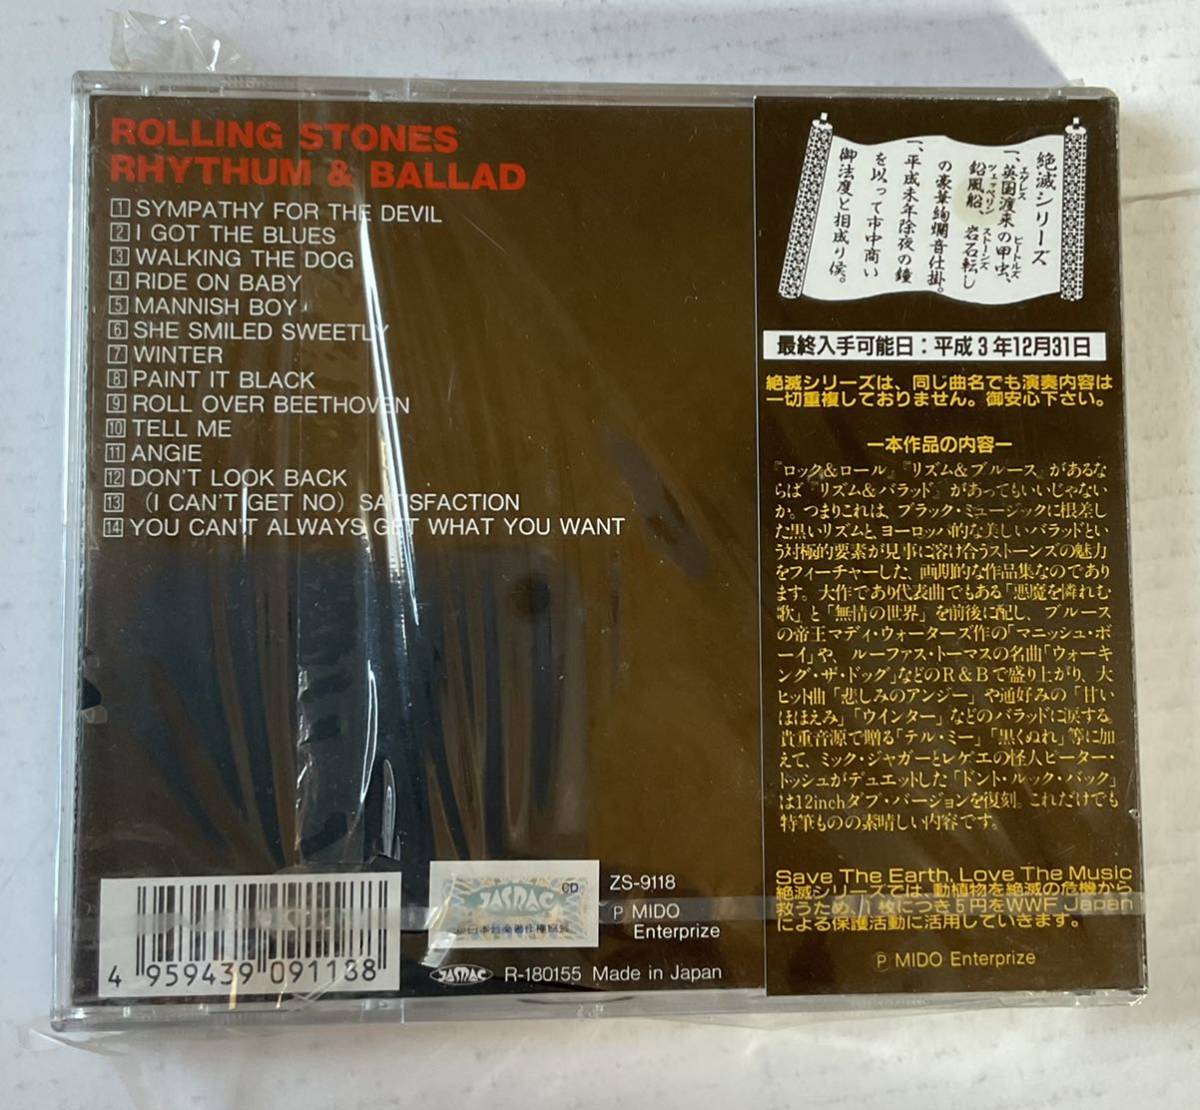 ROLLING STONES
RHYTHUM & BALLAD
1 SYMPATHY FOR THE DEVIL
2 I GOT THE BLUES
3 WALKING THE DOG
4 RIDE ON BABY
5 MANNISH BOY
6 SHE SMILED SWEETLY
7 WINTER
8 PAINT IT BLACK
9 ROLL OVER BEETHOVEN
10 TELL ME
11 ANGIE
12 DON'T LOOK BACK
13 (I CAN'T GET NO) SATISFACTION
14 YOU CAN'T ALWAYS GET WHAT YOU WANT
4 959439 091188
CD
JASRAC
ZS-9118
Ⓟ MIDO
Enterprize
JASRAC R-180155 Made in Japan
絶滅シリーズ
一、英国渡来の甲虫、
ビートルズ
鉛風船、岩石転し
ツェッペリン
ストーンズ
の豪華絢爛音仕掛。
一、平成末年除夜の鐘
を以って市中商い
御法度と相成り候。
最終入手可能日:平成3年12月31日
絶滅シリーズは、同じ曲名でも演奏内容は
一切重複しておりません。御安心下さい。
―本作品の内容―
『ロック&ロール』『リズム&ブルース』があるな
らば『リズム&バラッド』があってもいいじゃない
か。つまりこれは、ブラック・ミュージックに根差し
た黒いリズムと、ヨーロッパ的な美しいバラッドとい
う対極的要素が見事に溶け合うストーンズの魅力
をフィーチャーした、画期的な作品集なのであり
ます。大作であり代表曲でもある「悪魔を憐れむ
歌」と「無情の世界」を前後に配し、ブルース
の帝王マディ・ウォーターズ作の「マニッシュ・ボ
ーイ」や、ルーファス・トーマスの名曲「ウォーキ
ング・ザ・ドッグ」などのR&Bで盛り上がり、大
ヒット曲「悲しみのアンジー」や通好みの「甘い
ほほえみ」「ウインター」などのバラッドに涙する。
貴重音源で贈る「テル・ミー」「黒くぬれ」等に加
えて、ミック・ジャガーとレゲエの怪人ピーター・
トッシュがデュエットした「ドント・ルック・バック」
は12inchダブ・バージョンを復刻。これだけでも
特筆ものの素晴しい内容です。
Save The Earth, Love The Music
絶滅シリーズでは、動植物を絶滅の危機から
救うため、1枚につき5円をWWF Japan
による保護活動に活用していきます。
Ⓟ MIDO Enterprize